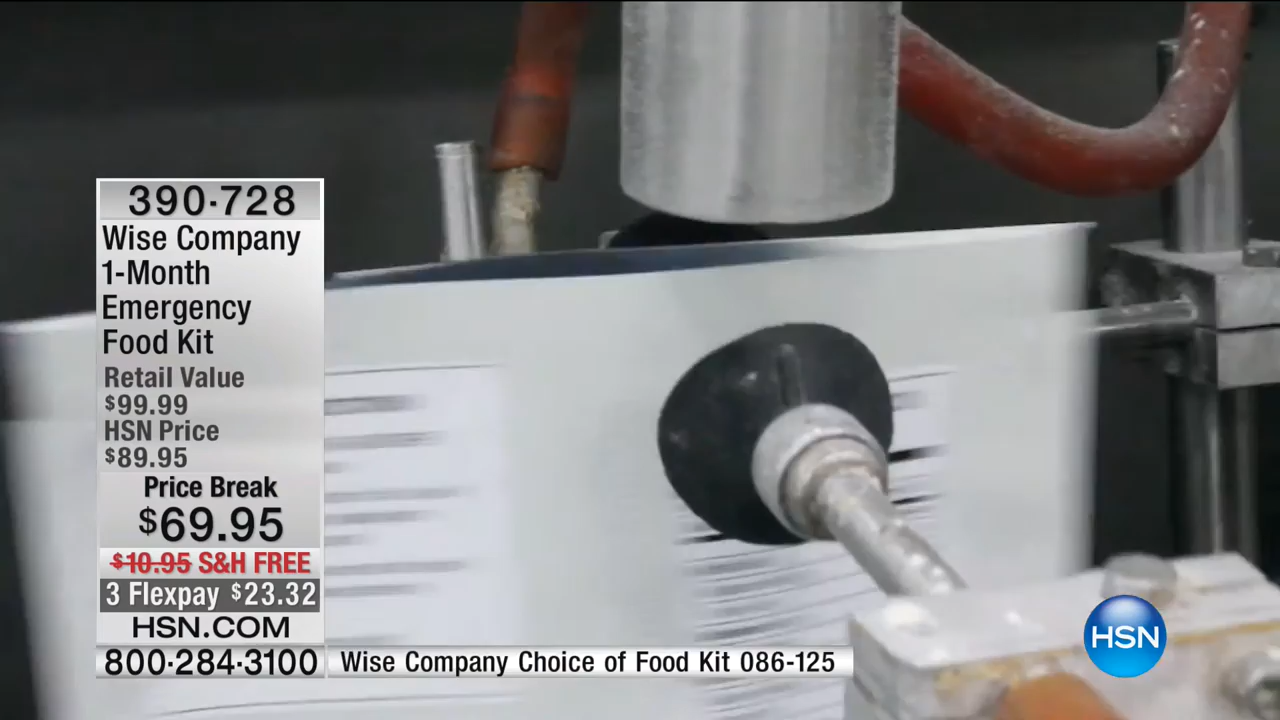 390·728
Wise Company
1-Month
Emergency
Food Kit
Retail Value
$99.99
HSN Price
$89.95
Price Break
$69.95
$10.95 S&H FREE
3 Flexpay $23.32
HSN.COM
800·284·3100
Wise Company Choice of Food Kit 086-125
HSN